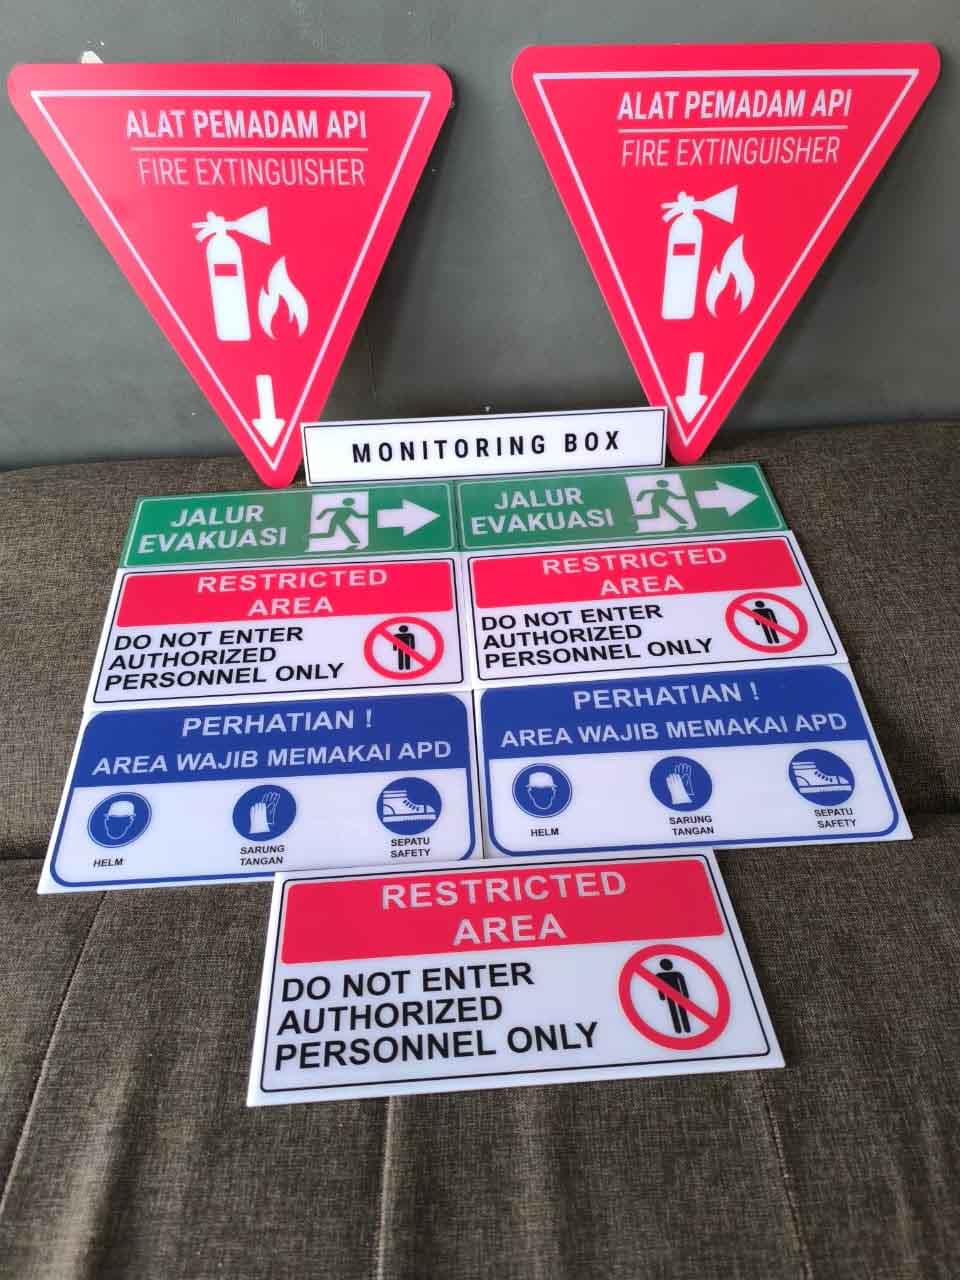 ALAT PEMADAM API
FIRE EXTINGUISHER
ALAT PEMADAM API
FIRE EXTINGUISHER
MONITORING BOX
JALUR
EVAKUASI
JALUR
EVAKUASI
RESTRICTED
AREA
DO NOT ENTER
AUTHORIZED
PERSONNEL ONLY
RESTRICTED
AREA
DO NOT ENTER
AUTHORIZED
PERSONNEL ONLY
PERHATIAN !
AREA WAJIB MEMAKAI APD
HELM
SARUNG
TANGAN
SEPATU
SAFETY
PERHATIAN !
AREA WAJIB MEMAKAI APD
HELM
SARUNG
TANGAN
SEPATU
SAFETY
RESTRICTED
AREA
DO NOT ENTER
AUTHORIZED
PERSONNEL ONLY